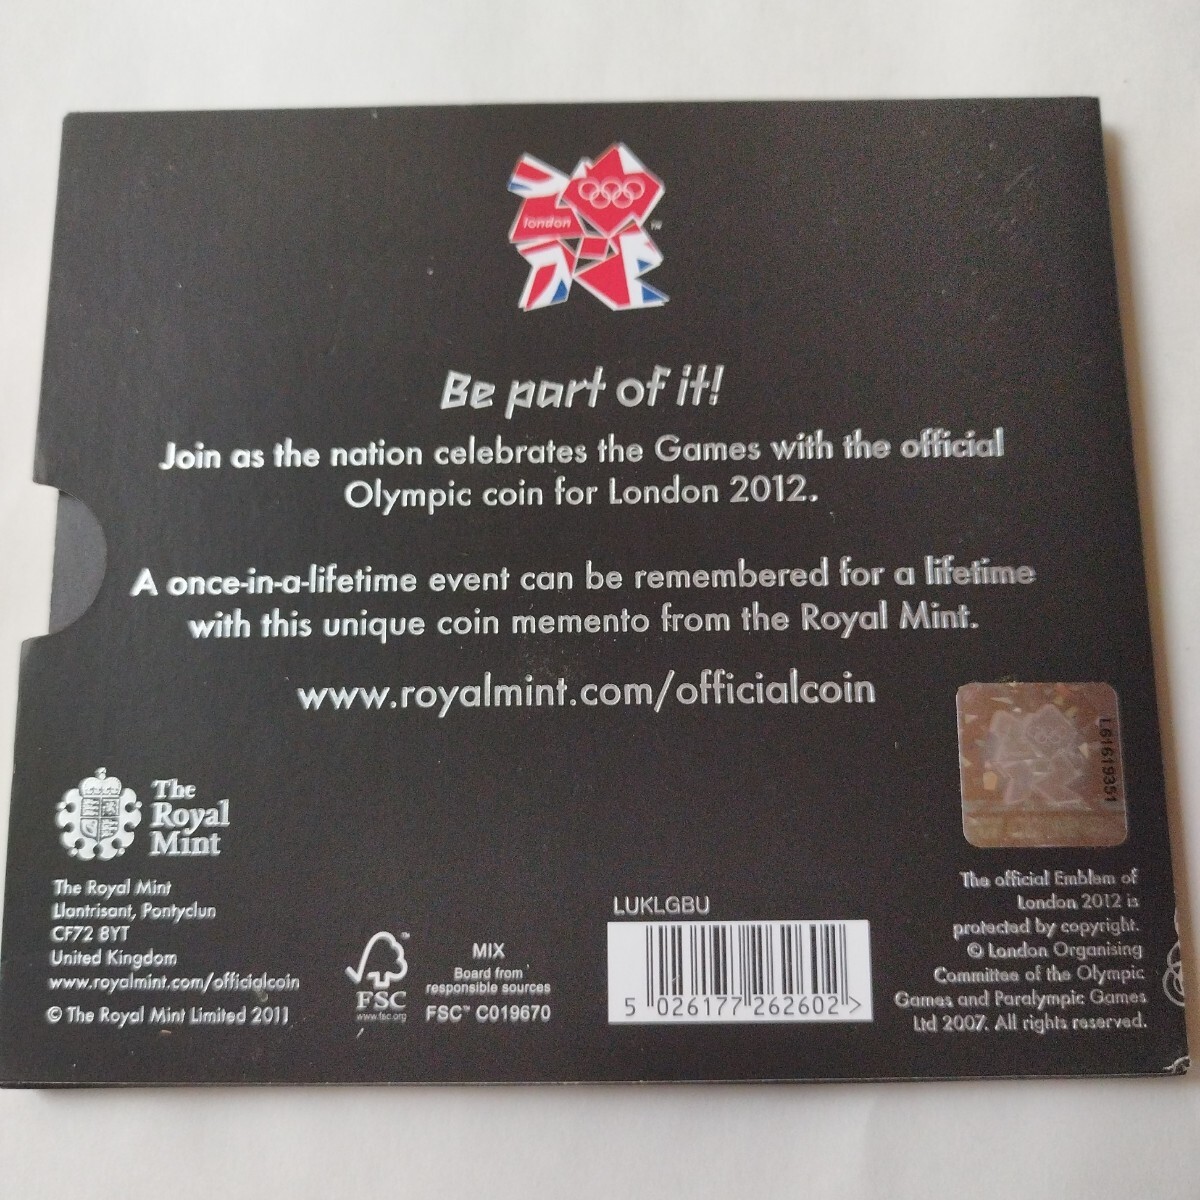 london
TM
Be part of it!
Join as the nation celebrates the Games with the official
Olympic coin for London 2012.
A once-in-a-lifetime event can be remembered for a lifetime
with this unique coin memento from the Royal Mint.
www.royalmint.com/officialcoin
L61619351
The
Royal
Mint
The Royal Mint
Llantrisant, Pontyclun
CF72 8YT
United Kingdom
www.royalmint.com/officialcoin
© The Royal Mint Limited 2011
FSC
www.fsc.org
MIX
Board from
responsible sources
FSC™ C019670
LUKLGBU
5 026177 262602 >
The official Emblem of
London 2012 is
protected by copyright.
© London Organising
Committee of the Olympic
Games and Paralympic Games
Ltd 2007. All rights reserved.